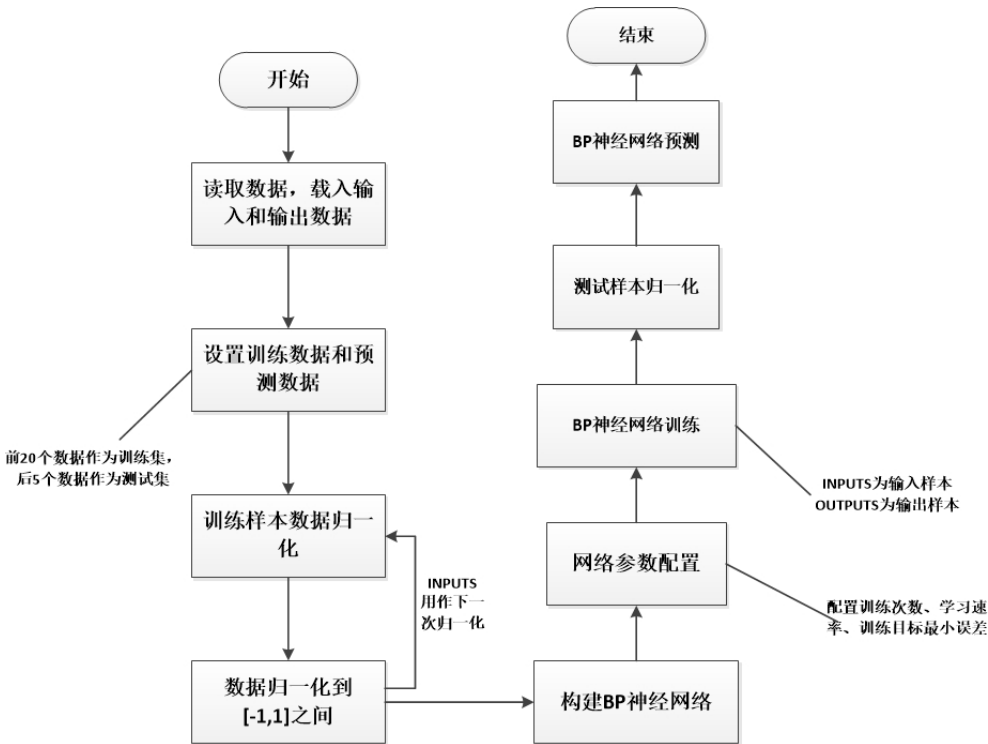 开始
读取数据，载入输
入和输出数据
设置训练数据和预
测数据
前20个数据作为训练集，
后5个数据作为测试集
训练样本数据归一
化
INPUTS
用作下一
次归一化
数据归一化到
[-1,1]之间
构建BP神经网络
网络参数配置
配置训练次数、学习速
率、训练目标最小误差
BP神经网络训练
INPUTS为输入样本
OUTPUTS为输出样本
测试样本归一化
BP神经网络预测
结束